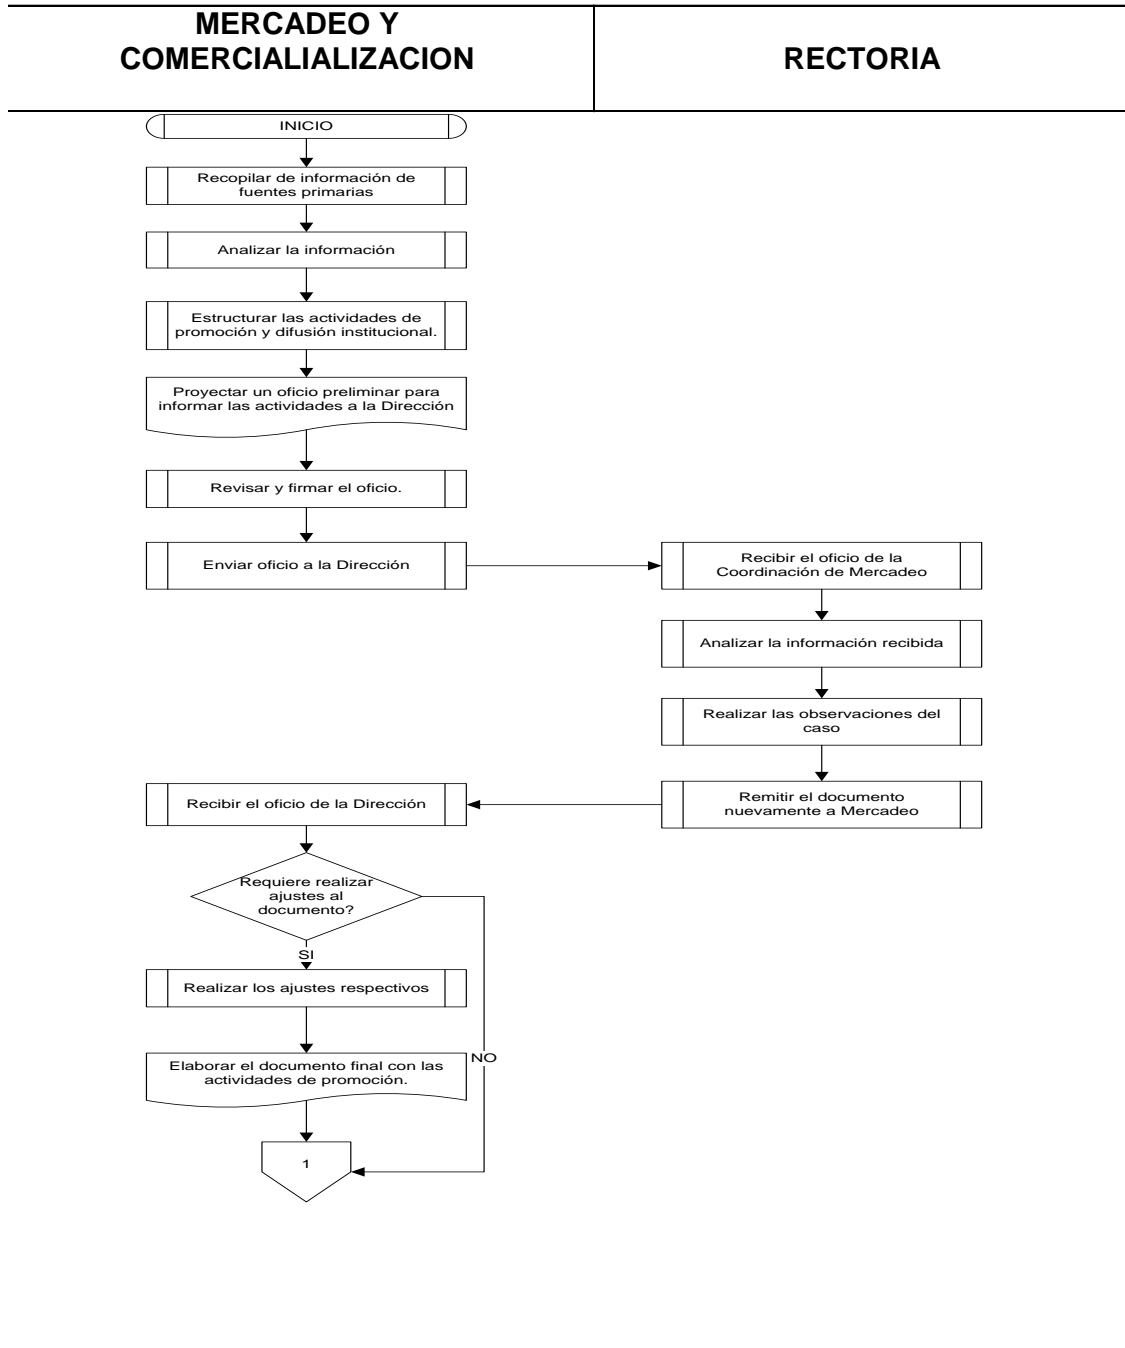 MERCADEO Y
COMERCIALIALIZACION
RECTORIA
INICIO
Recopilar de información de
fuentes primarias
Analizar la información
Estructurar las actividades de
promoción y difusión institucional.
Proyectar un oficio preliminar para
informar las actividades a la Dirección
Revisar y firmar el oficio.
Enviar oficio a la Dirección
Recibir el oficio de la
Coordinación de Mercadeo
Analizar la información recibida
Realizar las observaciones del
caso
Remitir el documento
nuevamente a Mercadeo
Recibir el oficio de la Dirección
Requiere realizar
ajustes al
documento?
SI
Realizar los ajustes respectivos
NO
Elaborar el documento final con las
actividades de promoción.
1